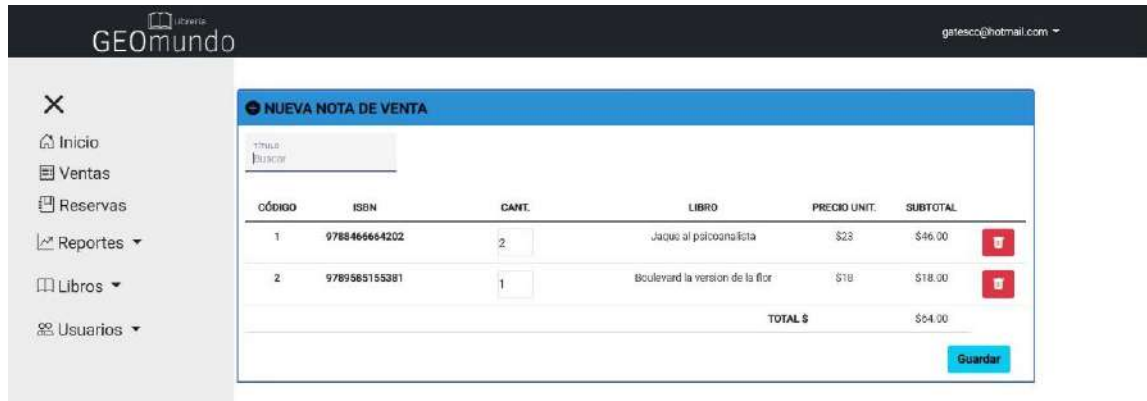 Librería
GEOmundo
gatescc@hotmail.com
NUEVA NOTA DE VENTA
TÍTULO
Buscar
Inicio
Ventas
Reservas
Reportes
Libros
Usuarios
CÓDIGO ISBN CANT. LIBRO PRECIO UNIT. SUBTOTAL
1 9788466664202 2 Jaque al psicoanalista $23 $46.00
2 9789585155381 1 Boulevard la version de la flor $18 $18.00
TOTAL $ $64.00
Guardar